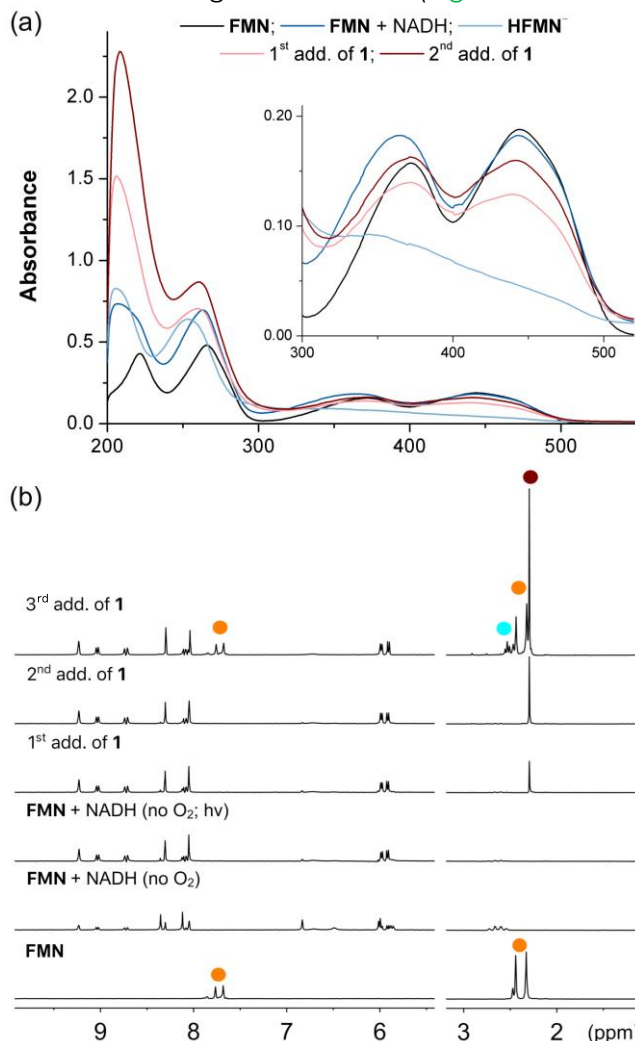 (a)
FMN; FMN + NADH; HFMN⁻
1st add. of 1; 2nd add. of 1
2.0
1.5
1.0
0.5
0.0
Absorbance
0.20
0.10
0.00
300 400 500
200 300 400 500
(b)
3rd add. of 1
2nd add. of 1
1st add. of 1
FMN + NADH (no O₂; hv)
FMN + NADH (no O₂)
FMN
9 8 7 6 3 2 (ppm)